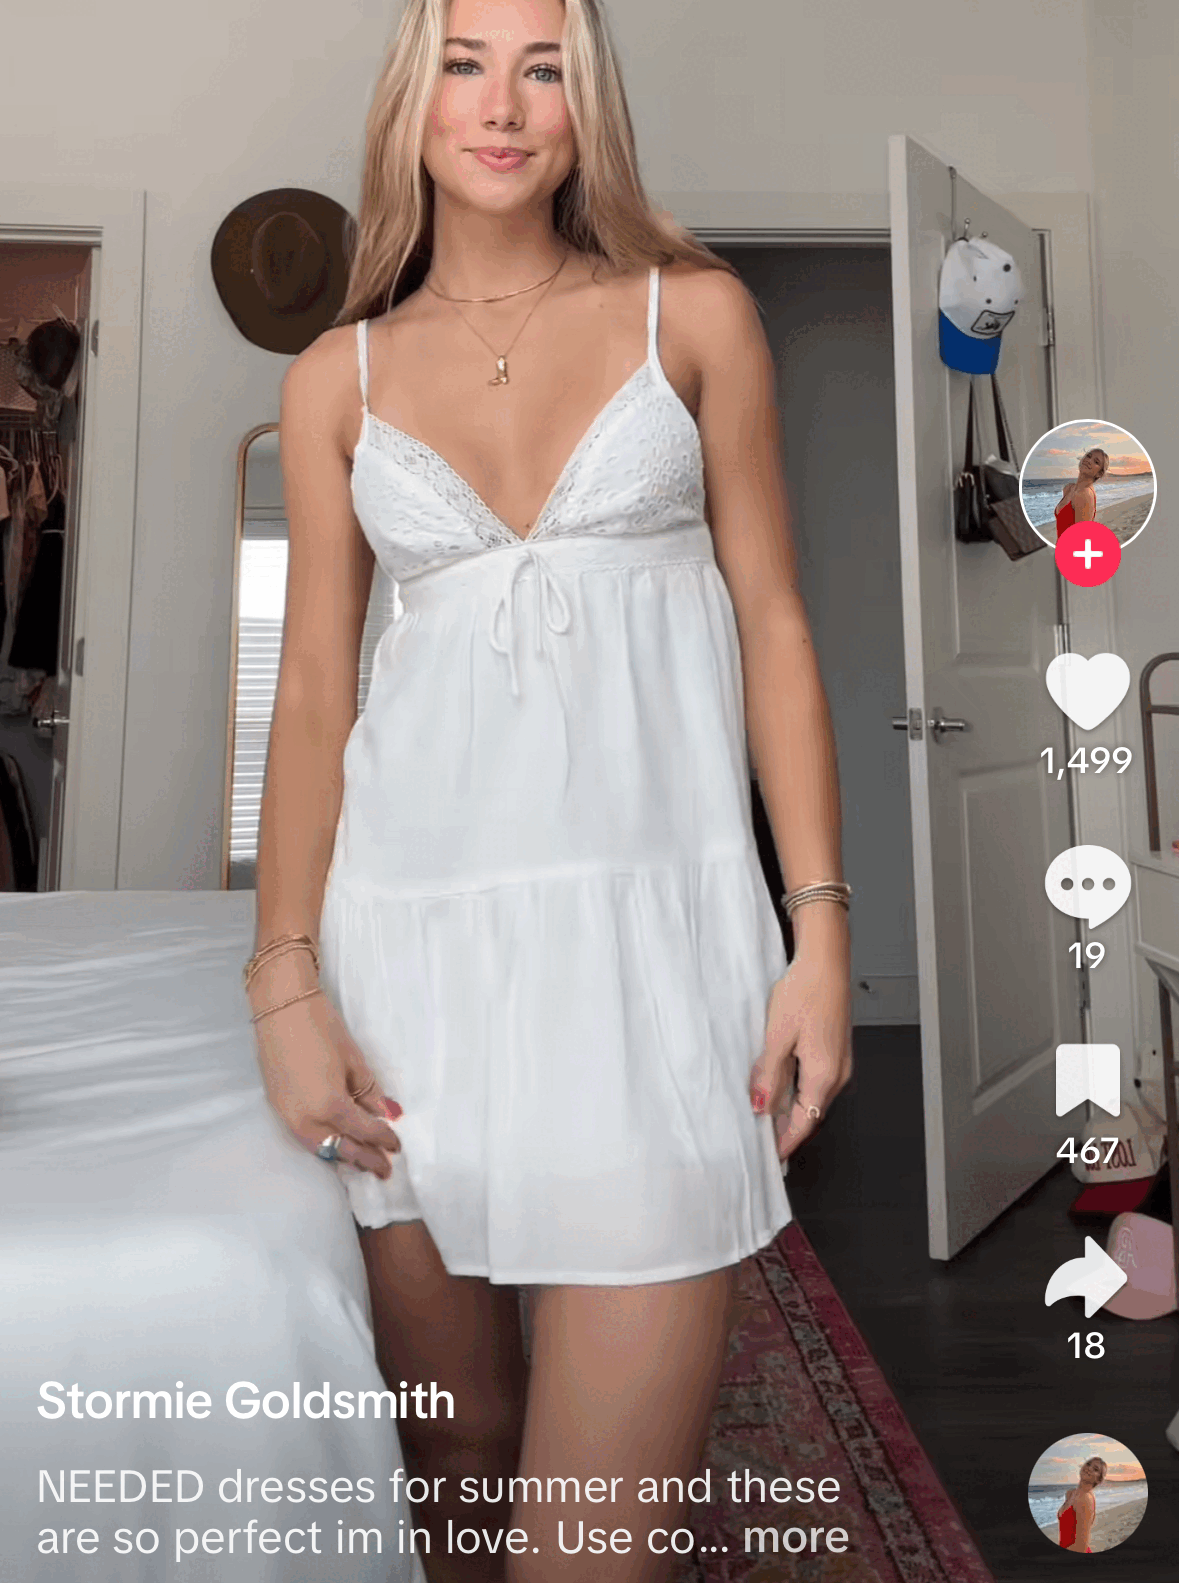 1,499
19
467
18
Stormie Goldsmith
NEEDED dresses for summer and these
are so perfect im in love. Use co... more